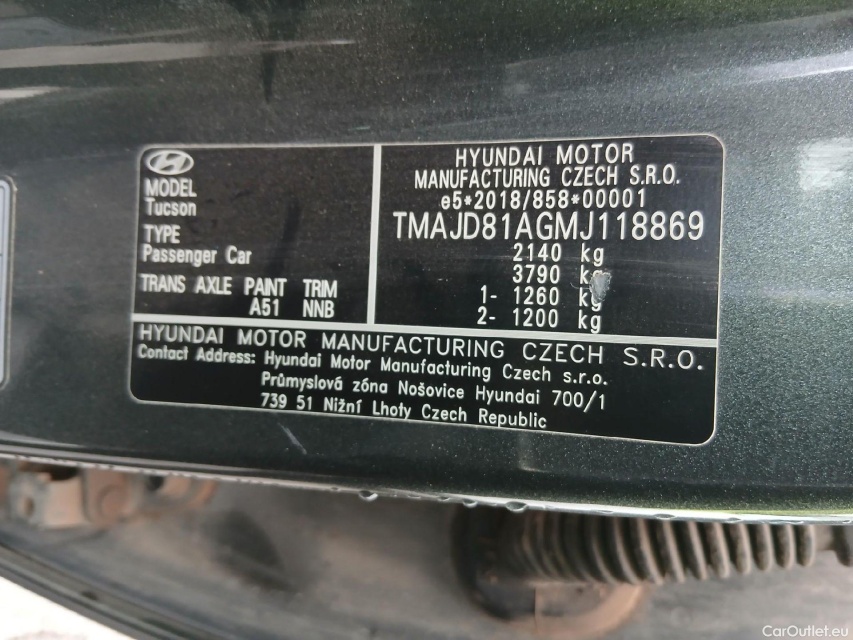 MODEL
Tucson
TYPE
Passenger Car
TRANS AXLE PAINT TRIM
A51 NNB
HYUNDAI MOTOR
MANUFACTURING CZECH S.R.O.
e5*2018/858*00001
TMAJD81AGMJ118869
2140 kg
3790 kg
1- 1260 kg
2- 1200 kg
HYUNDAI MOTOR MANUFACTURING CZECH S.R.O.
Contact Address: Hyundai Motor Manufacturing Czech s.r.o.
Průmyslová zóna Nošovice Hyundai 700/1
739 51 Nižní Lhoty Czech Republic
CarOutlet.eu